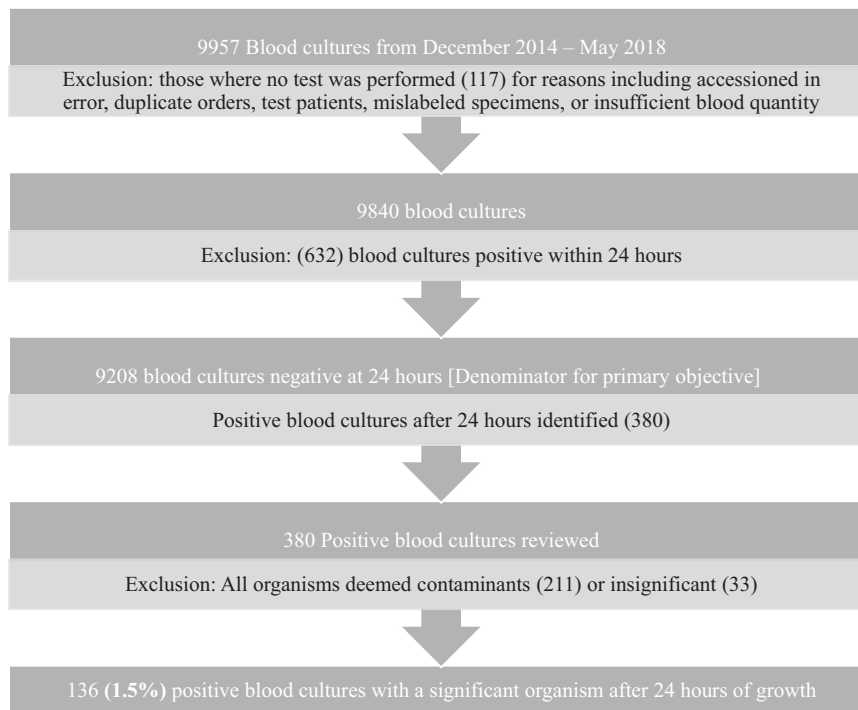 9957 Blood cultures from December 2014 – May 2018
Exclusion: those where no test was performed (117) for reasons including accessioned in
error, duplicate orders, test patients, mislabeled specimens, or insufficient blood quantity
9840 blood cultures
Exclusion: (632) blood cultures positive within 24 hours
9208 blood cultures negative at 24 hours [Denominator for primary objective]
Positive blood cultures after 24 hours identified (380)
380 Positive blood cultures reviewed
Exclusion: All organisms deemed contaminants (211) or insignificant (33)
136 (1.5%) positive blood cultures with a significant organism after 24 hours of growth